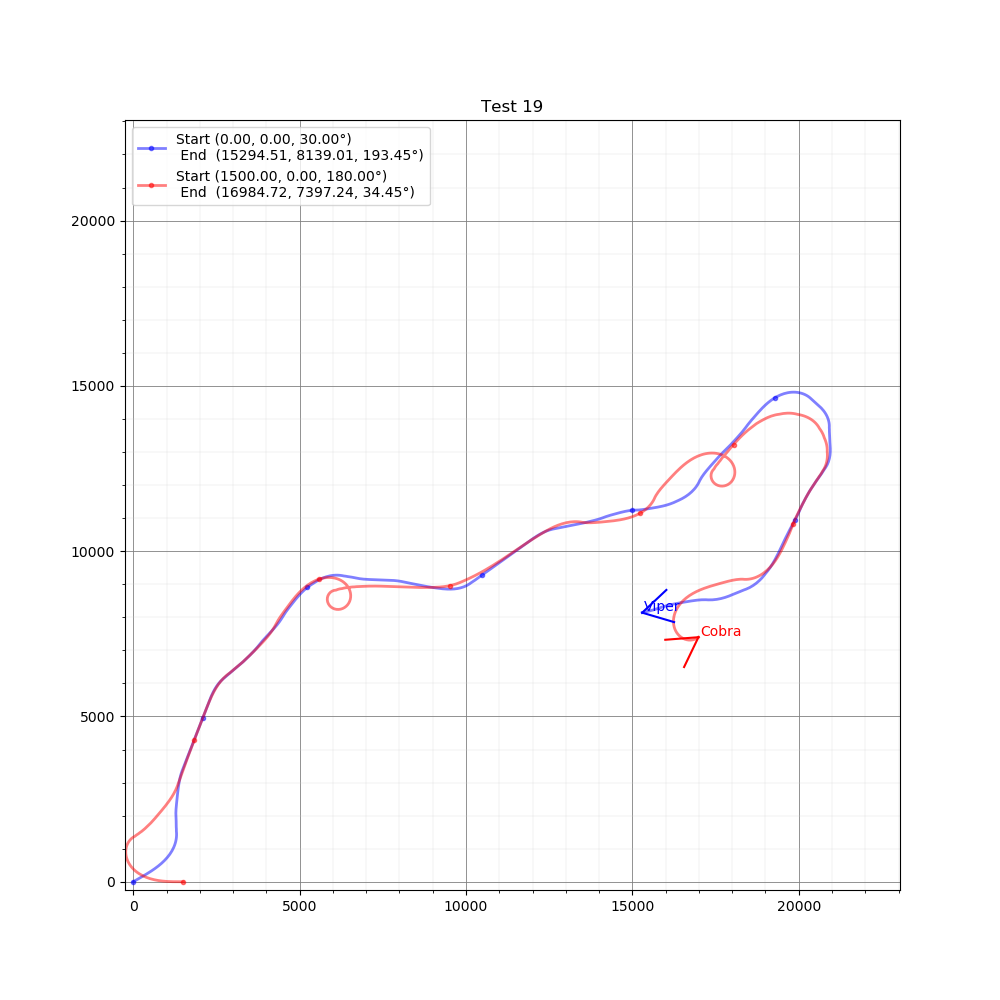 Test 19
Start (0.00, 0.00, 30.00°)
End  (15294.51, 8139.01, 193.45°)
Start (1500.00, 0.00, 180.00°)
End  (16984.72, 7397.24, 34.45°)
20000
15000
10000
5000
0
Viper
Cobra
0 5000 10000 15000 20000